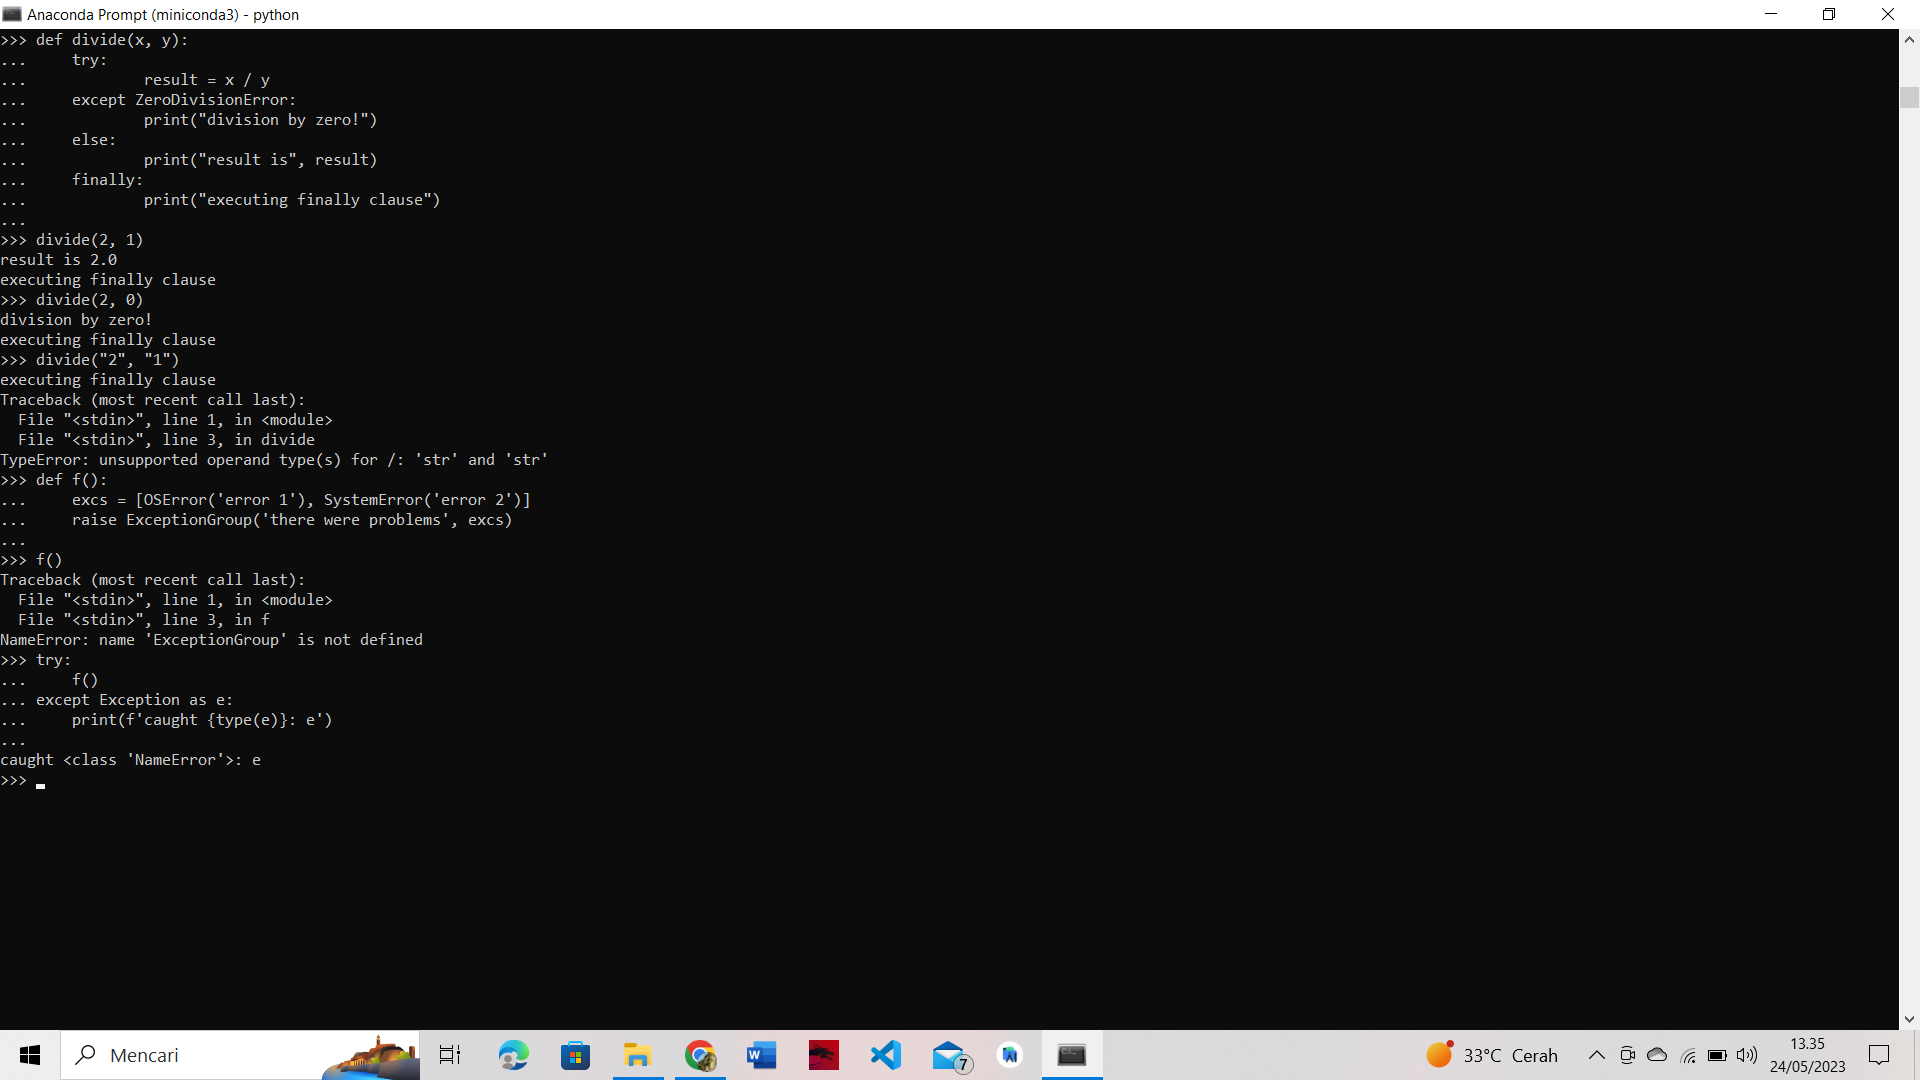 Anaconda Prompt (miniconda3) - python
>>> def divide(x, y):
...     try:
...             result = x / y
...     except ZeroDivisionError:
...             print("division by zero!")
...     else:
...             print("result is", result)
...     finally:
...             print("executing finally clause")
...
>>> divide(2, 1)
result is 2.0
executing finally clause
>>> divide(2, 0)
division by zero!
executing finally clause
>>> divide("2", "1")
executing finally clause
Traceback (most recent call last):
  File "<stdin>", line 1, in <module>
  File "<stdin>", line 3, in divide
TypeError: unsupported operand type(s) for /: 'str' and 'str'
>>> def f():
...     excs = [OSError('error 1'), SystemError('error 2')]
...     raise ExceptionGroup('there were problems', excs)
...
>>> f()
Traceback (most recent call last):
  File "<stdin>", line 1, in <module>
  File "<stdin>", line 3, in f
NameError: name 'ExceptionGroup' is not defined
>>> try:
...     f()
... except Exception as e:
...     print(f'caught {type(e)}: e')
...
caught <class 'NameError'>: e
>>>
Mencari
W
7
33°C Cerah
13.35
24/05/2023